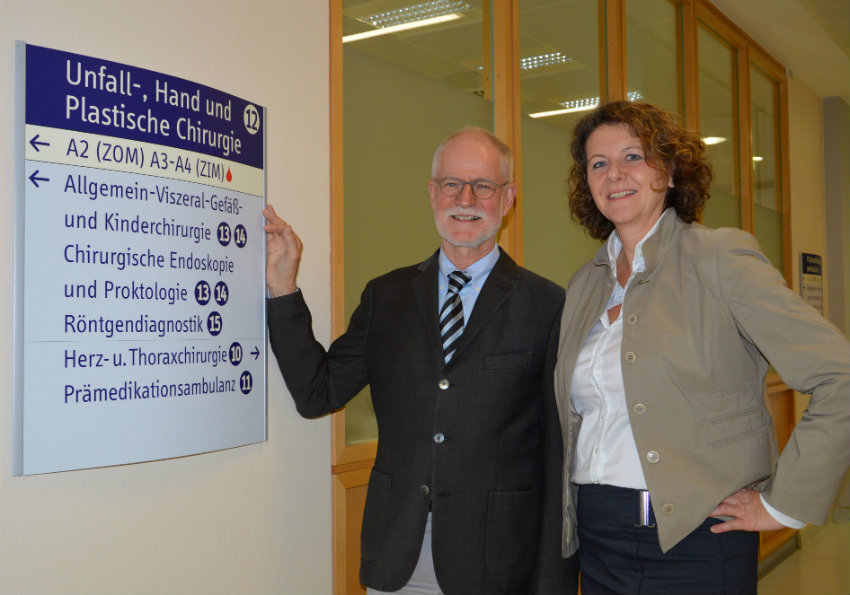 Unfall-, Hand und
Plastische Chirurgie 12
← A2 (ZOM) A3-A4 (ZIM)
← Allgemein-Viszeral-Gefäß-
und Kinderchirurgie 13 14
Chirurgische Endoskopie
und Proktologie 13 14
Röntgendiagnostik 15
Herz- u. Thoraxchirurgie 10 →
Prämedikationsambulanz 11